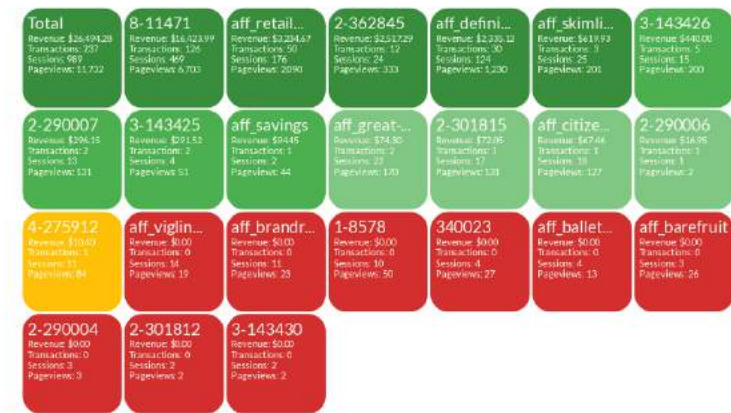 Total
Revenue: $26,494.28
Transactions: 237
Sessions: 989
Pageviews: 11,732
8-11471
Revenue: $16,423.99
Transactions: 126
Sessions: 469
Pageviews: 6,703
aff_retail...
Revenue: $3,234.67
Transactions: 50
Sessions: 176
Pageviews: 2090
2-362845
Revenue: $2,517.29
Transactions: 12
Sessions: 24
Pageviews: 333
aff_defini...
Revenue: $2,335.12
Transactions: 30
Sessions: 124
Pageviews: 1,230
aff_skimli...
Revenue: $619.93
Transactions: 3
Sessions: 25
Pageviews: 201
3-143426
Revenue: $440.00
Transactions: 5
Sessions: 15
Pageviews: 200
2-290007
Revenue: $296.15
Transactions: 2
Sessions: 13
Pageviews: 131
3-143425
Revenue: $291.52
Transactions: 2
Sessions: 4
Pageviews: 51
aff_savings
Revenue: $94.45
Transactions: 1
Sessions: 2
Pageviews: 44
aff_great-...
Revenue: $74.30
Transactions: 2
Sessions: 23
Pageviews: 170
2-301815
Revenue: $72.05
Transactions:
Sessions: 17
Pageviews: 131
aff_citize...
Revenue: $67.46
Transactions: 1
Sessions: 18
Pageviews: 127
2-290006
Revenue: $16.95
Transactions: 1
Sessions: 1
Pageviews: 2
4-275912
Revenue: $10.40
Transactions: 1
Sessions: 11
Pageviews: 84
aff_viglin...
Revenue: $0.00
Transactions: 0
Sessions: 14
Pageviews: 19
aff_brandr...
Revenue: $0.00
Transactions: 0
Sessions: 11
Pageviews: 23
1-8578
Revenue: $0.00
Transactions: 0
Sessions: 10
Pageviews: 50
340023
Revenue: $0.00
Transactions: 0
Sessions: 4
Pageviews: 27
aff_ballet...
Revenue: $0.00
Transactions: 0
Sessions: 4
Pageviews: 13
aff_barefruit
Revenue: $0.00
Transactions: 0
Sessions: 3
Pageviews: 26
2-290004
Revenue: $0.00
Transactions: 0
Sessions: 3
Pageviews: 3
2-301812
Revenue: $0.00
Transactions: 0
Sessions: 2
Pageviews: 2
3-143430
Revenue: $0.00
Transactions: 0
Sessions: 2
Pageviews: 2